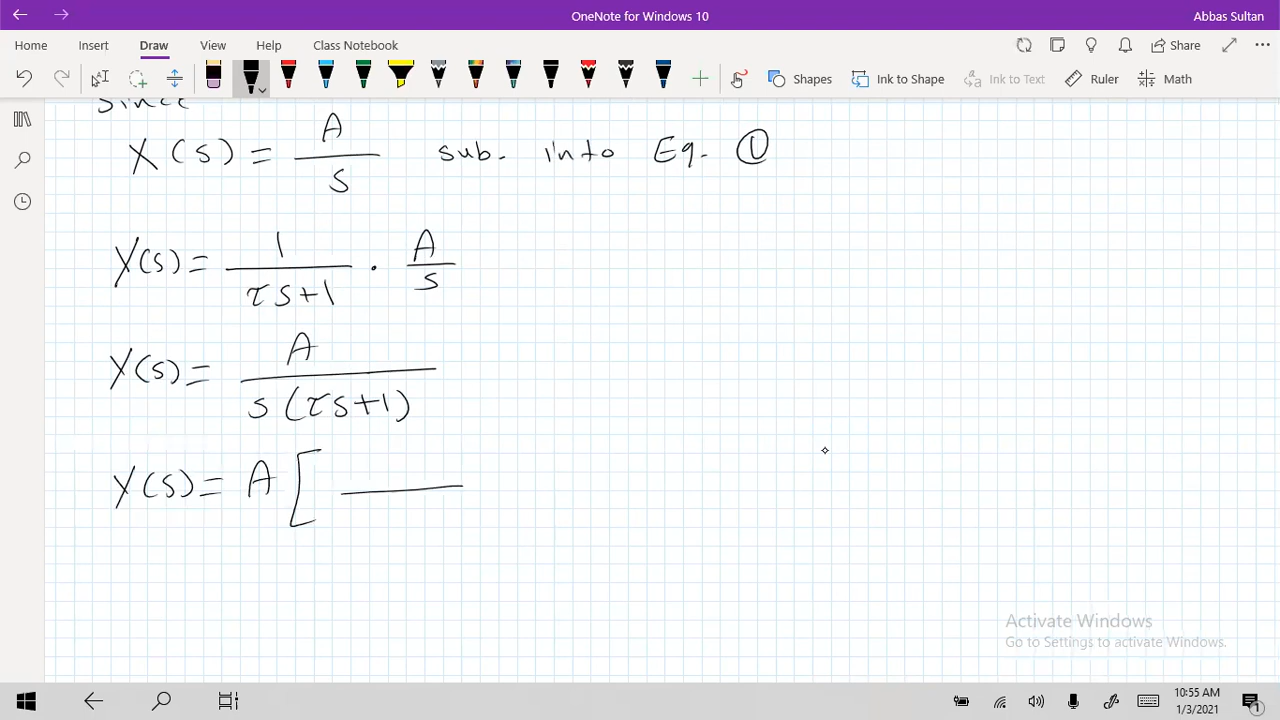 OneNote for Windows 10
Abbas Sultan
Home Insert Draw View Help Class Notebook Share
Shapes Ink to Shape Ink to Text Ruler Math
since
X(s) = A/s sub. into Eq. ①
Y(s) = 1/(τs+1) · A/s
Y(s) = A/(s(τs+1))
Y(s) = A [
Activate Windows
Go to Settings to activate Windows.
10:55 AM
1/3/2021
1